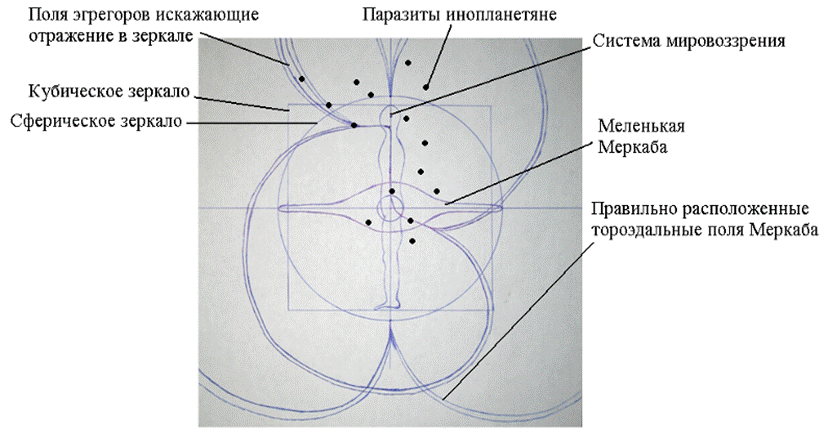 Поля эгрегоров искажающие
отражение в зеркале
Паразиты инопланетяне
Система мировоззрения
Кубическое зеркало
Сферическое зеркало
Меленькая
Меркаба
Правильно расположенные
тороэдальные поля Меркаба